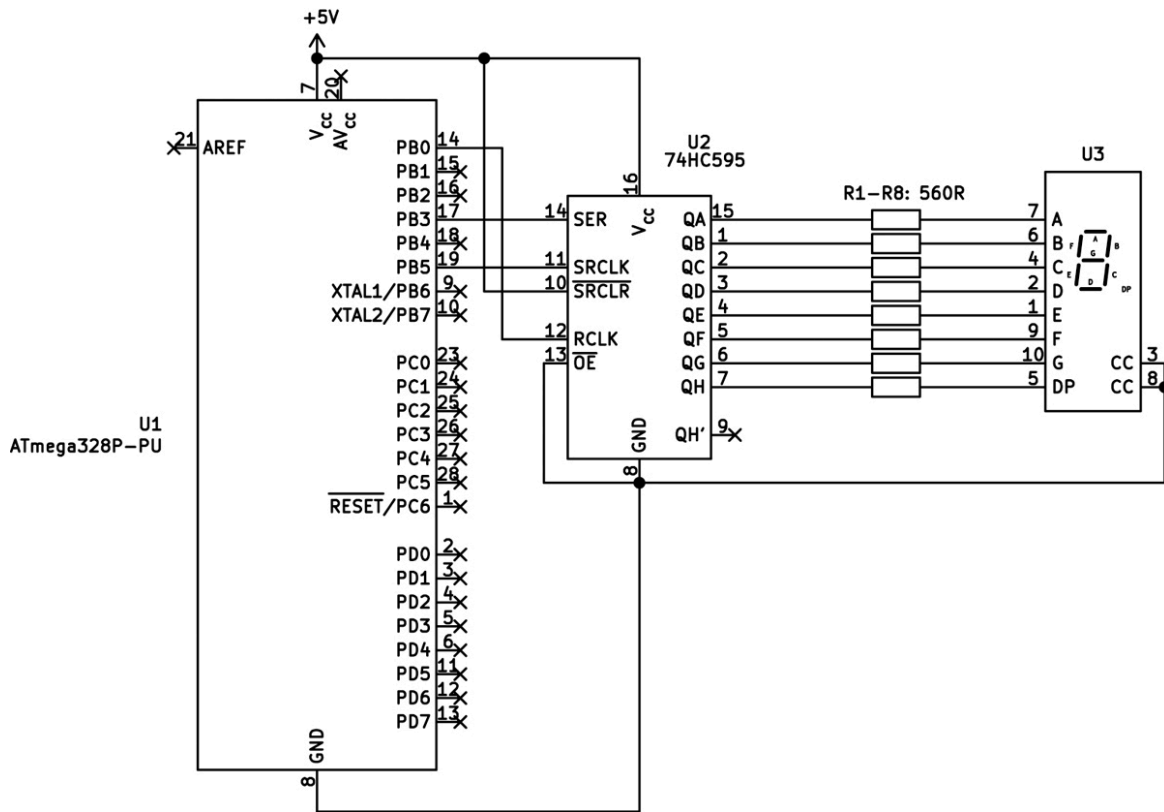 +5V
7
20
VCC
AVCC
21
AREF
PB0
14
PB1
15
PB2
16
PB3
17
PB4
18
PB5
19
XTAL1/PB6
9
XTAL2/PB7
10
PC0
23
PC1
24
PC2
25
PC3
26
PC4
27
PC5
28
RESET/PC6
1
PD0
2
PD1
3
PD2
4
PD3
5
PD4
6
PD5
11
PD6
12
PD7
13
GND
8
U1
ATmega328P-PU
U2
74HC595
16
VCC
14
SER
11
SRCLK
10
SRCLR
12
RCLK
13
OE
QA
15
QB
1
QC
2
QD
3
QE
4
QF
5
QG
6
QH
7
QH'
9
GND
8
R1-R8: 560R
U3
7
A
6
B
4
C
2
D
1
E
9
F
10
G
5
DP
A
F
B
G
E
C
D
DP
CC
3
CC
8